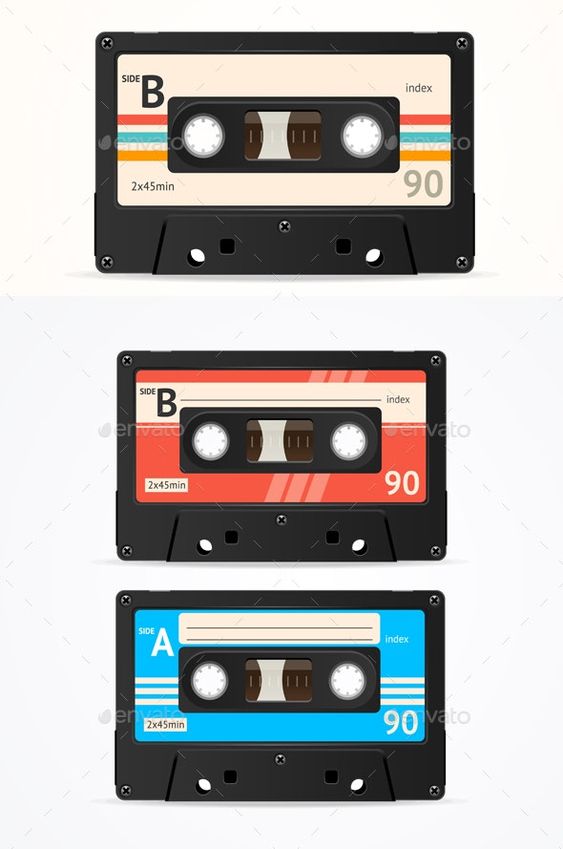 SIDE B
index
envato envato
2x45min
90
SIDE B
index
envato envato
2x45min
90
SIDE A
index
envato envato
2x45min
90